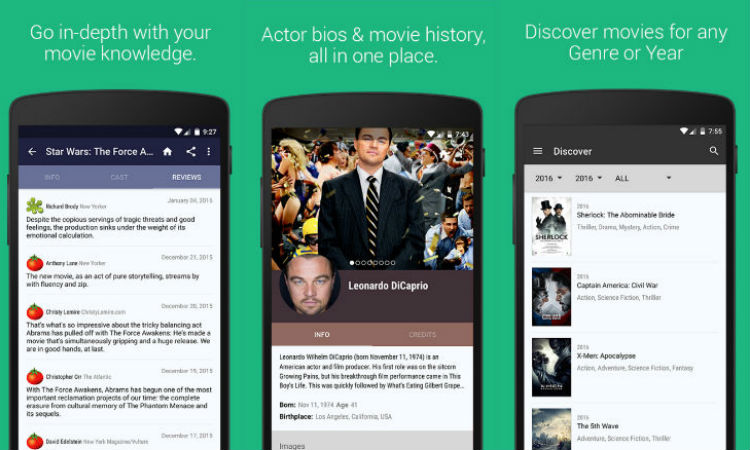 Go in-depth with your
movie knowledge.
9:27
Star Wars: The Force A...
INFO
CAST
REVIEWS
January 04, 2016
Richard Brody New Yorker
Despite the copious servings of tragic threats and good
feelings, the production sinks under the weight of its
emotional calculation.
December 21, 2015
Anthony Lane New Yorker
The new movie, as an act of pure storytelling, streams by
with fluency and zip.
December 20, 2015
Christy Lemire ChristyLemire.com
That's what's so impressive about the tricky balancing act
Abrams has pulled off with The Force Awakens: He's made a
movie that's simultaneously gripping and a huge release. We
are in good hands, at last.
December 19, 2015
Christopher Orr The Atlantic
With The Force Awakens, Abrams has begun one of the most
important reclamation projects of our time: the complete
erasure from cultural memory of The Phantom Menace and
its sequels.
December 17, 2015
David Edelstein New York Magazine/Vulture
Actor bios & movie history,
all in one place.
7:43
Leonardo DiCaprio
INFO
CREDITS
Leonardo Wilhelm DiCaprio (born November 11, 1974) is an
American actor and film producer. His first role was on the sitcom
Growing Pains, but his breakthrough film performance came in This
Boy's Life. This was quickly followed by What's Eating Gilbert Grape...
Born: Nov 11, 1974 Age 41
Birthplace: Los Angeles, California, USA
Images
Discover movies for any
Genre or Year
7:55
Discover
2016
2016
ALL
2016
Sherlock: The Abominable Bride
Thriller, Drama, Mystery, Action, Crime
SHERLOCK
2016
Captain America: Civil War
Action, Science Fiction, Thriller
2016
X-Men: Apocalypse
Action, Adventure, Science Fiction, Fantasy
2016
The 5th Wave
Adventure, Science Fiction, Thriller